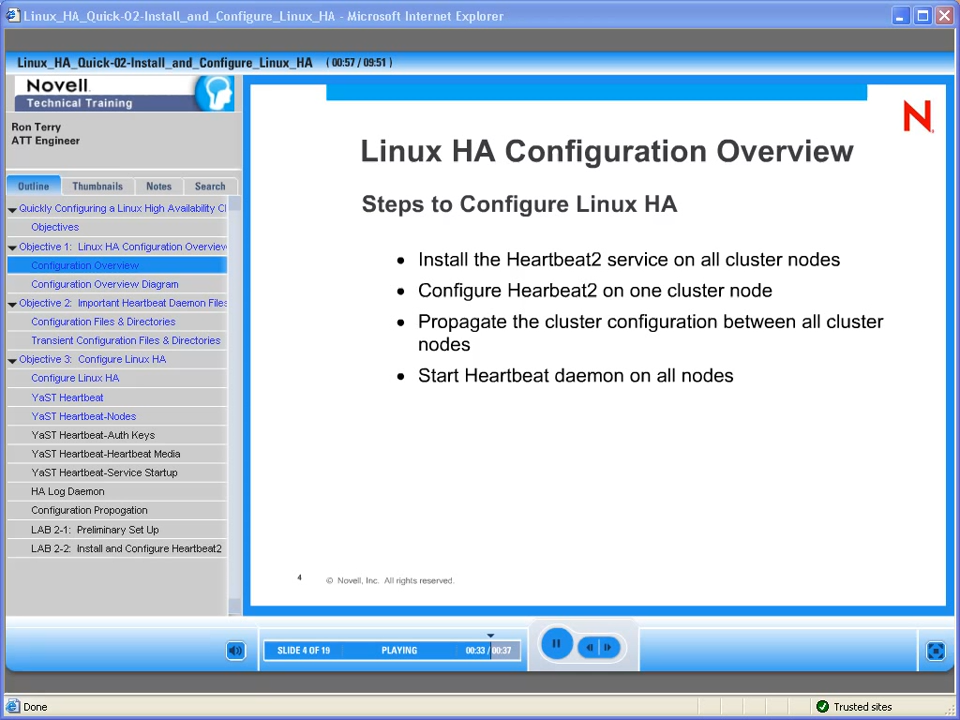 Linux_HA_Quick-02-Install_and_Configure_Linux_HA - Microsoft Internet Explorer
Linux_HA_Quick-02-Install_and_Configure_Linux_HA ( 00:57 / 09:51 )
Novell
Technical Training
Ron Terry
ATT Engineer
Outline Thumbnails Notes Search
Quickly Configuring a Linux High Availability Cl
Objectives
Objective 1: Linux HA Configuration Overview
Configuration Overview
Configuration Overview Diagram
Objective 2: Important Heartbeat Daemon Files
Configuration Files & Directories
Transient Configuration Files & Directories
Objective 3: Configure Linux HA
Configure Linux HA
YaST Heartbeat
YaST Heartbeat-Nodes
YaST Heartbeat-Auth Keys
YaST Heartbeat-Heartbeat Media
YaST Heartbeat-Service Startup
HA Log Daemon
Configuration Propogation
LAB 2-1: Preliminary Set Up
LAB 2-2: Install and Configure Heartbeat2
N
Linux HA Configuration Overview
Steps to Configure Linux HA
• Install the Heartbeat2 service on all cluster nodes
• Configure Hearbeat2 on one cluster node
• Propagate the cluster configuration between all cluster
nodes
• Start Heartbeat daemon on all nodes
4 © Novell, Inc. All rights reserved.
SLIDE 4 OF 19 PLAYING 00:33 / 00:37
Done Trusted sites